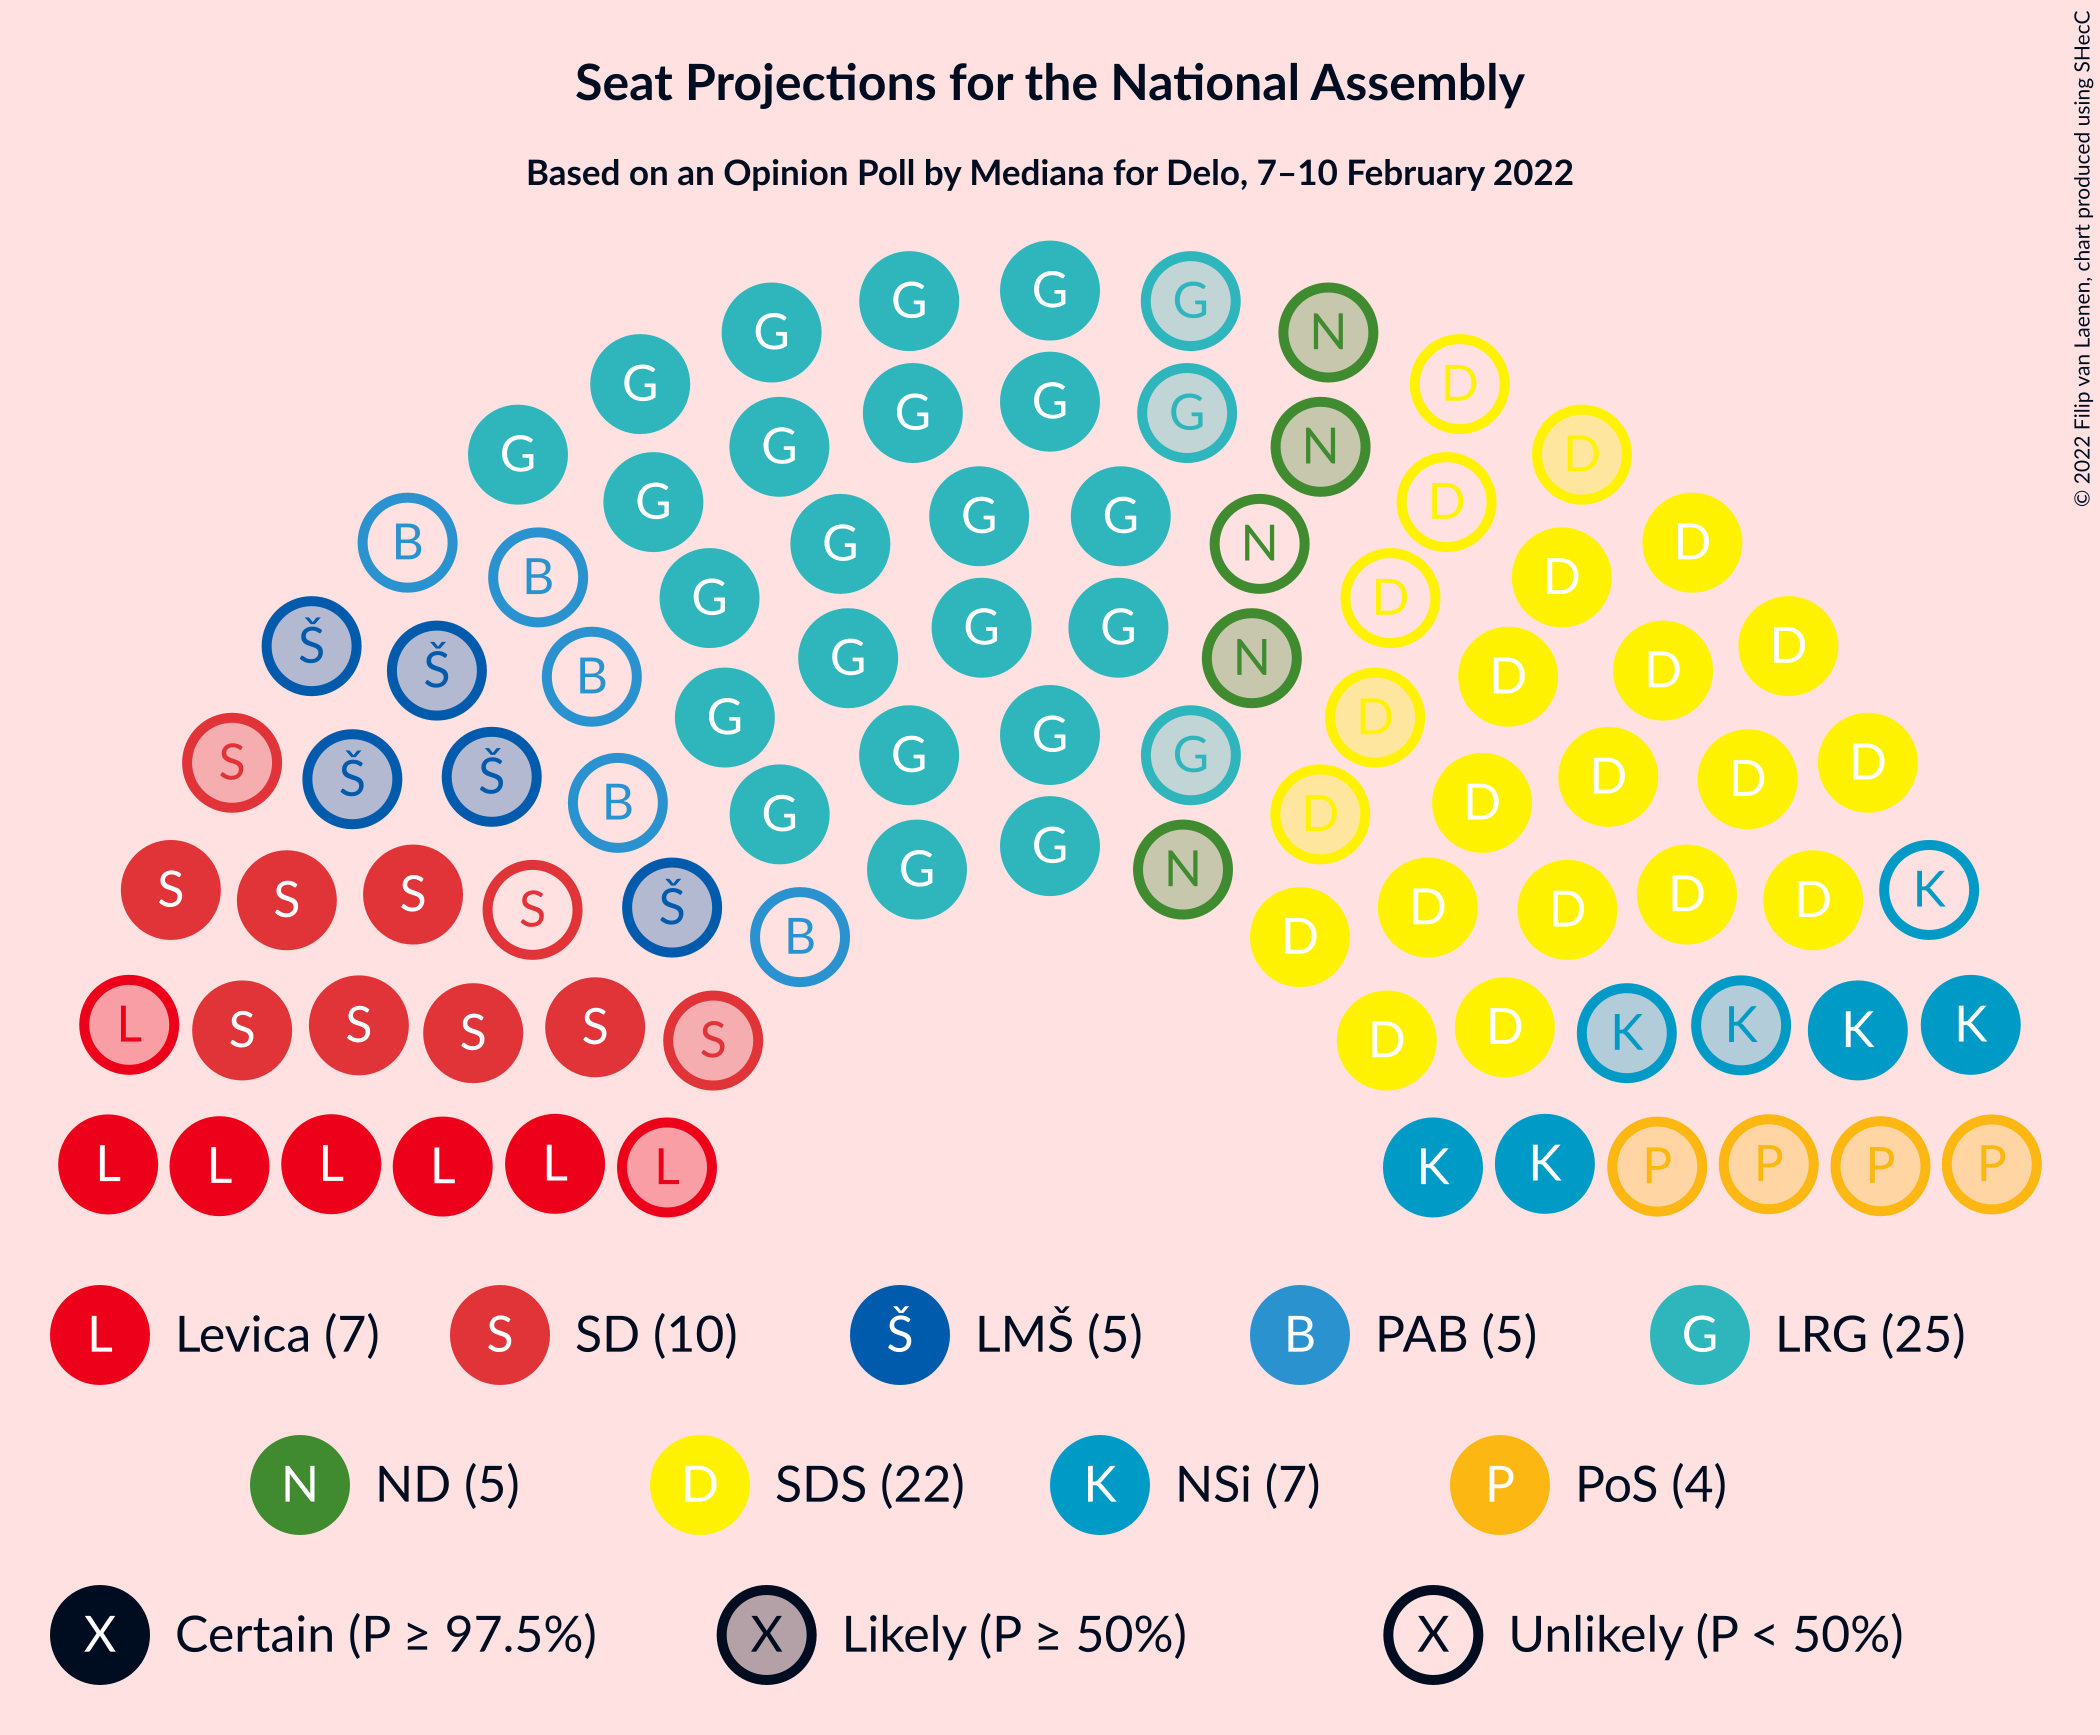 Seat Projections for the National Assembly
Based on an Opinion Poll by Mediana for Delo, 7–10 February 2022
© 2022 Filip van Laenen, chart produced using SHecC
G G G G G N
G G G G N D D
G G G G G N D D
B B G G G N D D D
Š Š B G G G G N D D D D
S Š Š B G G G G D D D D D
S S S S Š B G G N D D D D D D K
L S S S S S D D K K K K
L L L L L L K K P P P P
L Levica (7) S SD (10) Š LMŠ (5) B PAB (5) G LRG (25)
N ND (5) D SDS (22) K NSi (7) P PoS (4)
X Certain (P ≥ 97.5%) X Likely (P ≥ 50%) X Unlikely (P < 50%)